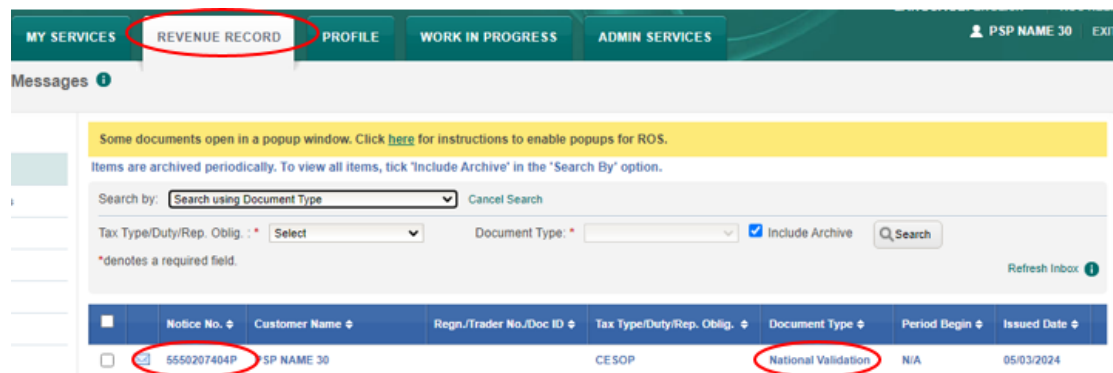 MY SERVICES REVENUE RECORD PROFILE WORK IN PROGRESS ADMIN SERVICES PSP NAME 30
Messages
Some documents open in a popup window. Click here for instructions to enable popups for ROS.
Items are archived periodically. To view all items, tick 'Include Archive' in the 'Search By' option.
Search by: Search using Document Type Cancel Search
Tax Type/Duty/Rep. Oblig. : * Select Document Type: * Include Archive Search
*denotes a required field.
Refresh Inbox
Notice No. Customer Name Regn./Trader No./Doc ID Tax Type/Duty/Rep. Oblig. Document Type Period Begin Issued Date
5550207404P PSP NAME 30 CESOP National Validation N/A 05/03/2024